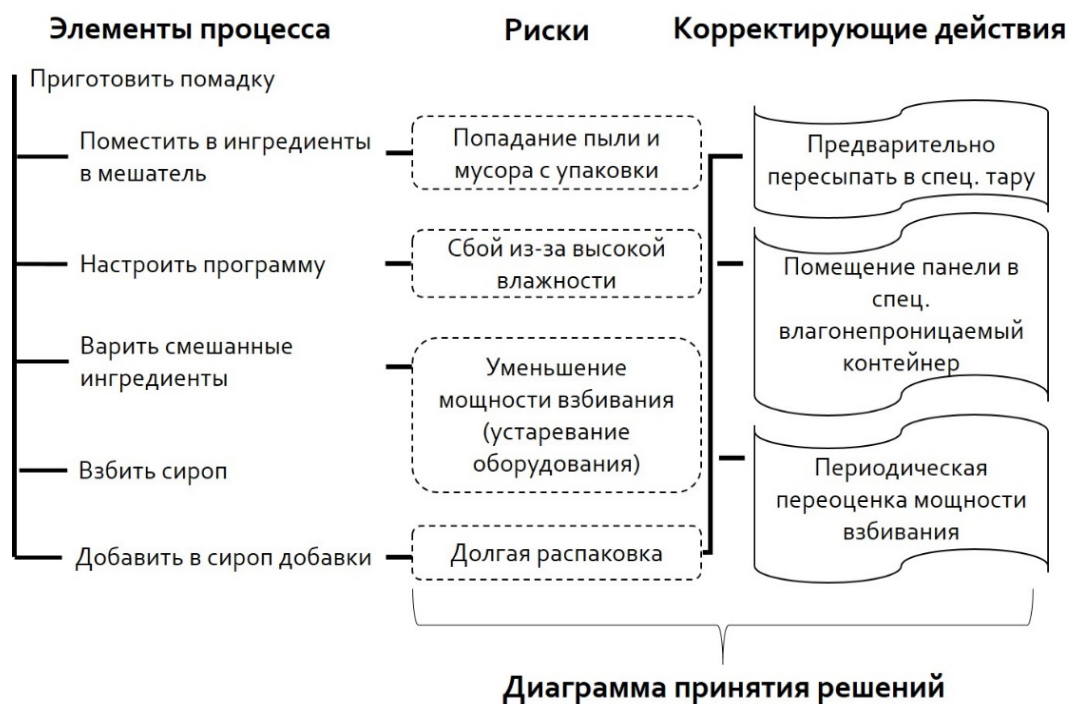 Элементы процесса
Риски
Корректирующие действия
Приготовить помадку
Поместить в ингредиенты
в мешатель
Попадание пыли и
мусора с упаковки
Предварительно
пересыпать в спец. тару
Настроить программу
Сбой из-за высокой
влажности
Помещение панели в
спец.
влагонепроницаемый
контейнер
Варить смешанные
ингредиенты
Уменьшение
мощности взбивания
(устаревание
оборудования)
Взбить сироп
Периодическая
переоценка мощности
взбивания
Добавить в сироп добавки
Долгая распаковка
Диаграмма принятия решений